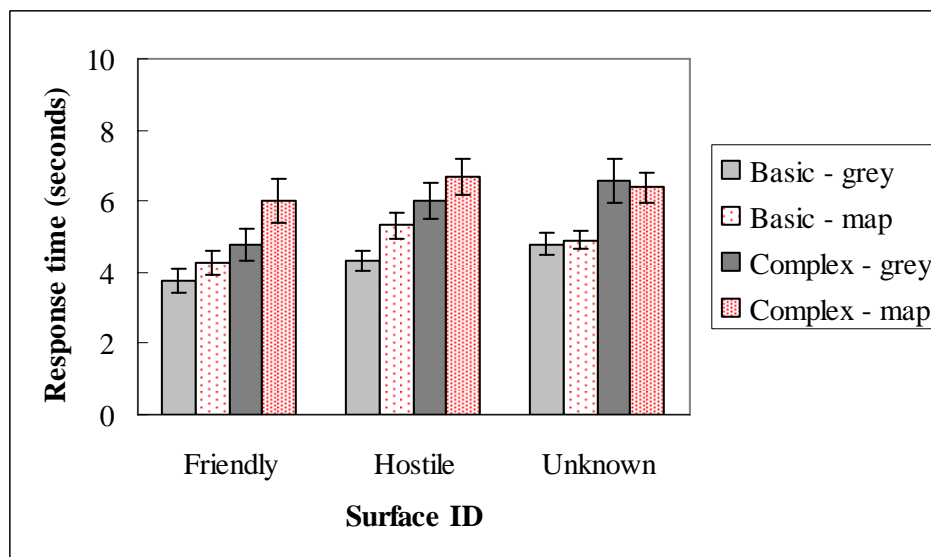 Response time (seconds)
10
8
6
4
2
0
Friendly
Hostile
Unknown
Surface ID
Basic - grey
Basic - map
Complex - grey
Complex - map